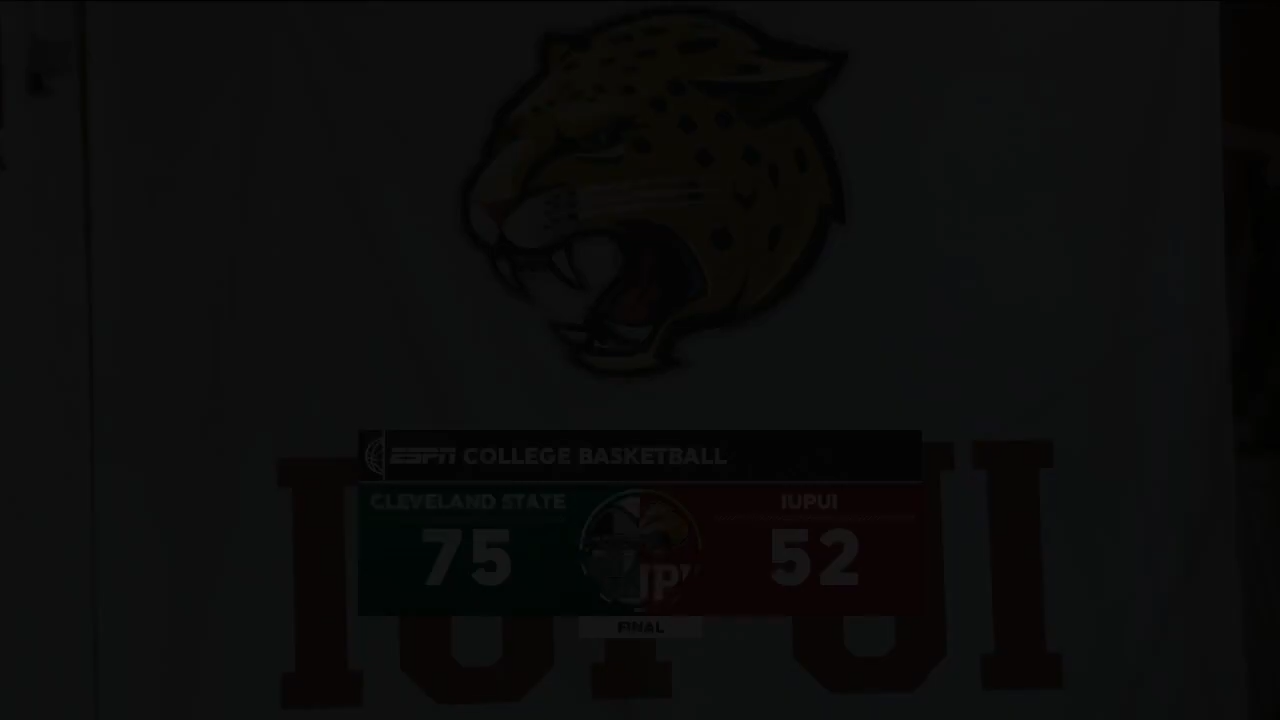 ESPN COLLEGE BASKETBALL
CLEVELAND STATE
IUPUI
75
52
FINAL
IUPUI